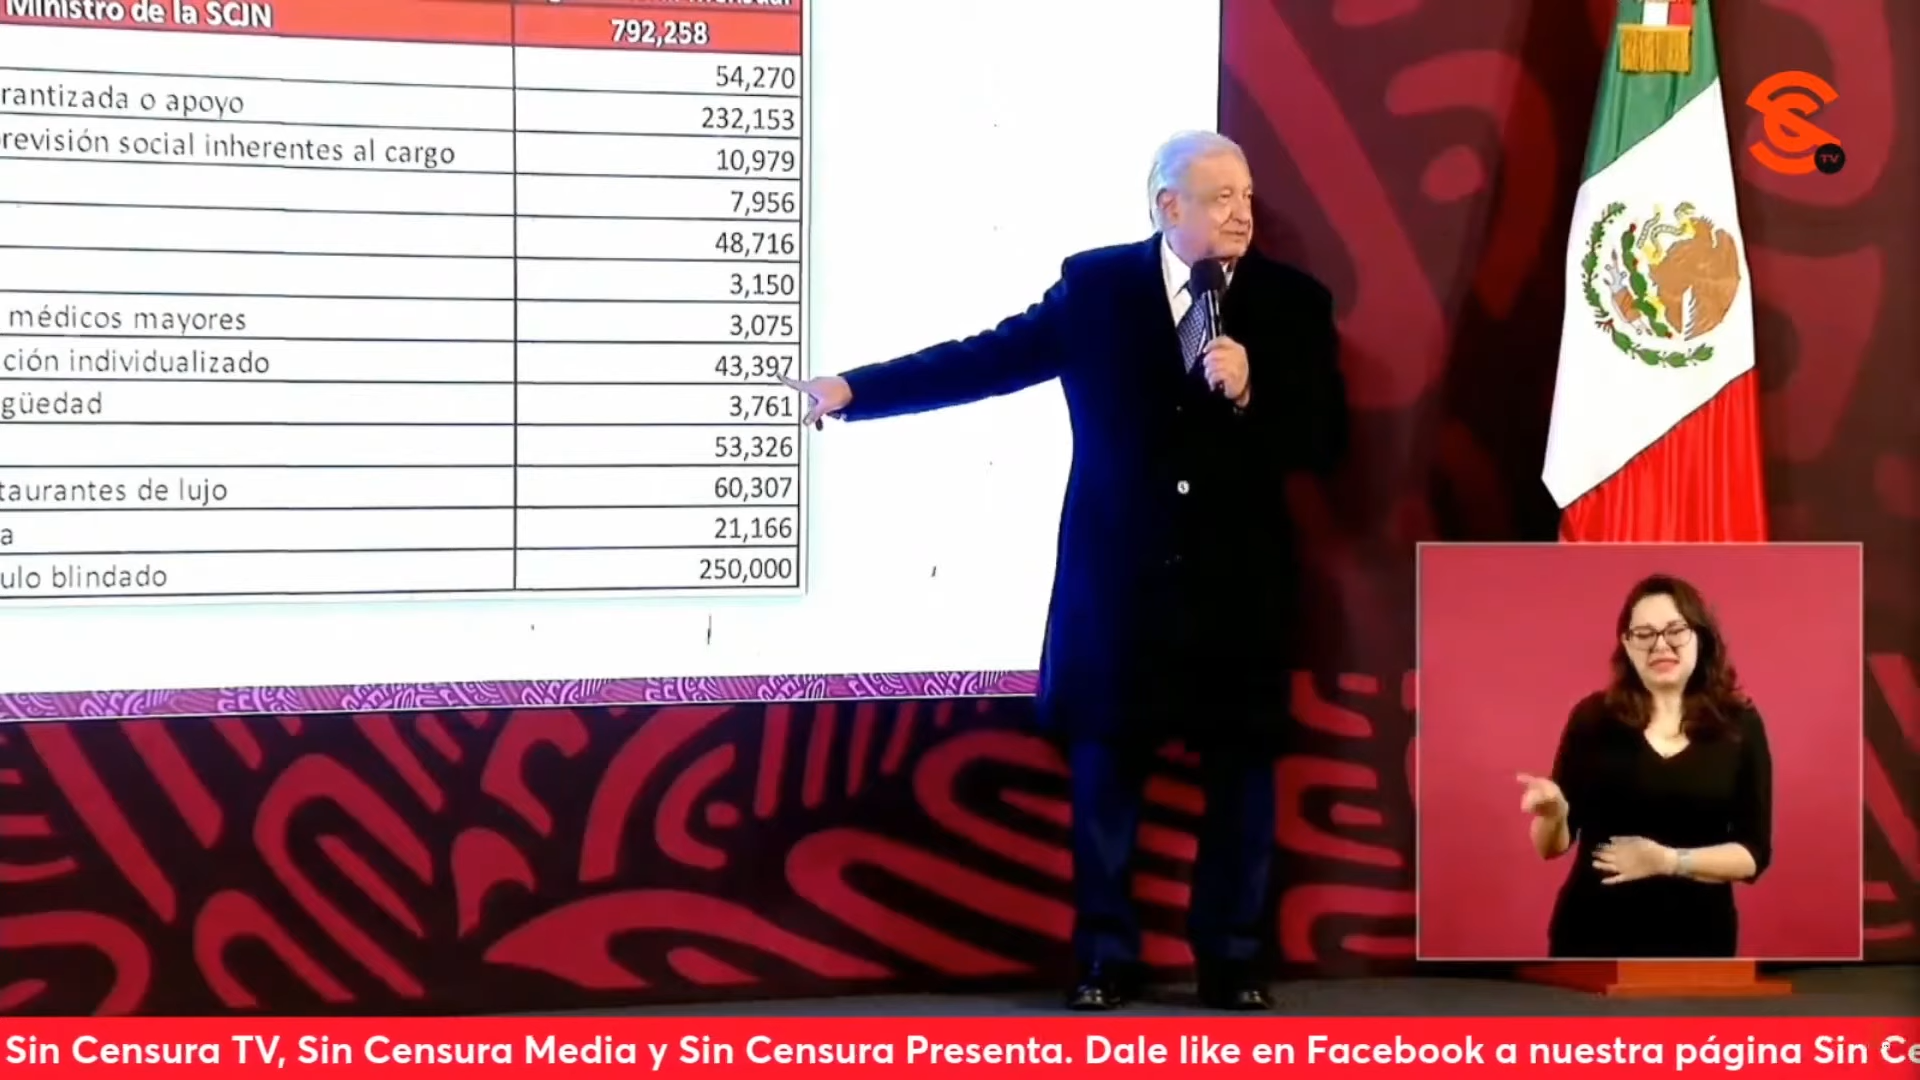 Ministro de la SCJN
792,258
54,270
rantizada o apoyo
232,153
revisión social inherentes al cargo
10,979
7,956
48,716
3,150
médicos mayores
3,075
ción individualizado
43,397
güedad
3,761
53,326
taurantes de lujo
60,307
a
21,166
ulo blindado
250,000
TV
Sin Censura TV, Sin Censura Media y Sin Censura Presenta. Dale like en Facebook a nuestra página Sin Ce